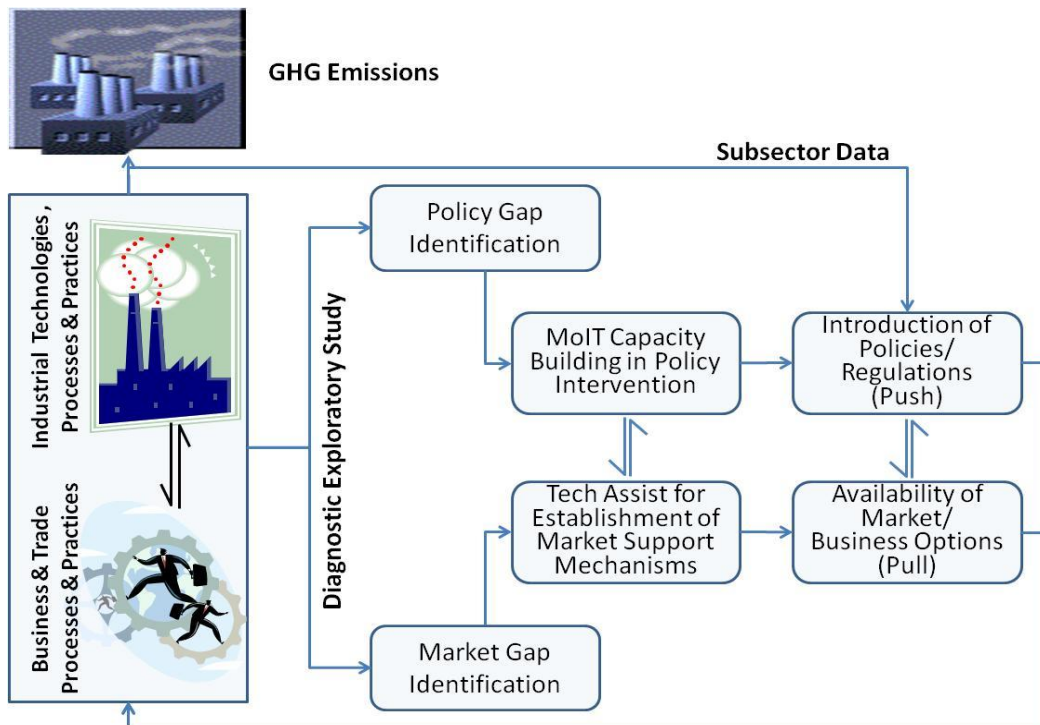 GHG Emissions
Subsector Data
Industrial Technologies,
Processes & Practices
Business & Trade
Processes & Practices
Diagnostic Exploratory Study
Policy Gap
Identification
MoIT Capacity
Building in Policy
Intervention
Introduction of
Policies/
Regulations
(Push)
Tech Assist for
Establishment of
Market Support
Mechanisms
Availability of
Market/
Business Options
(Pull)
Market Gap
Identification